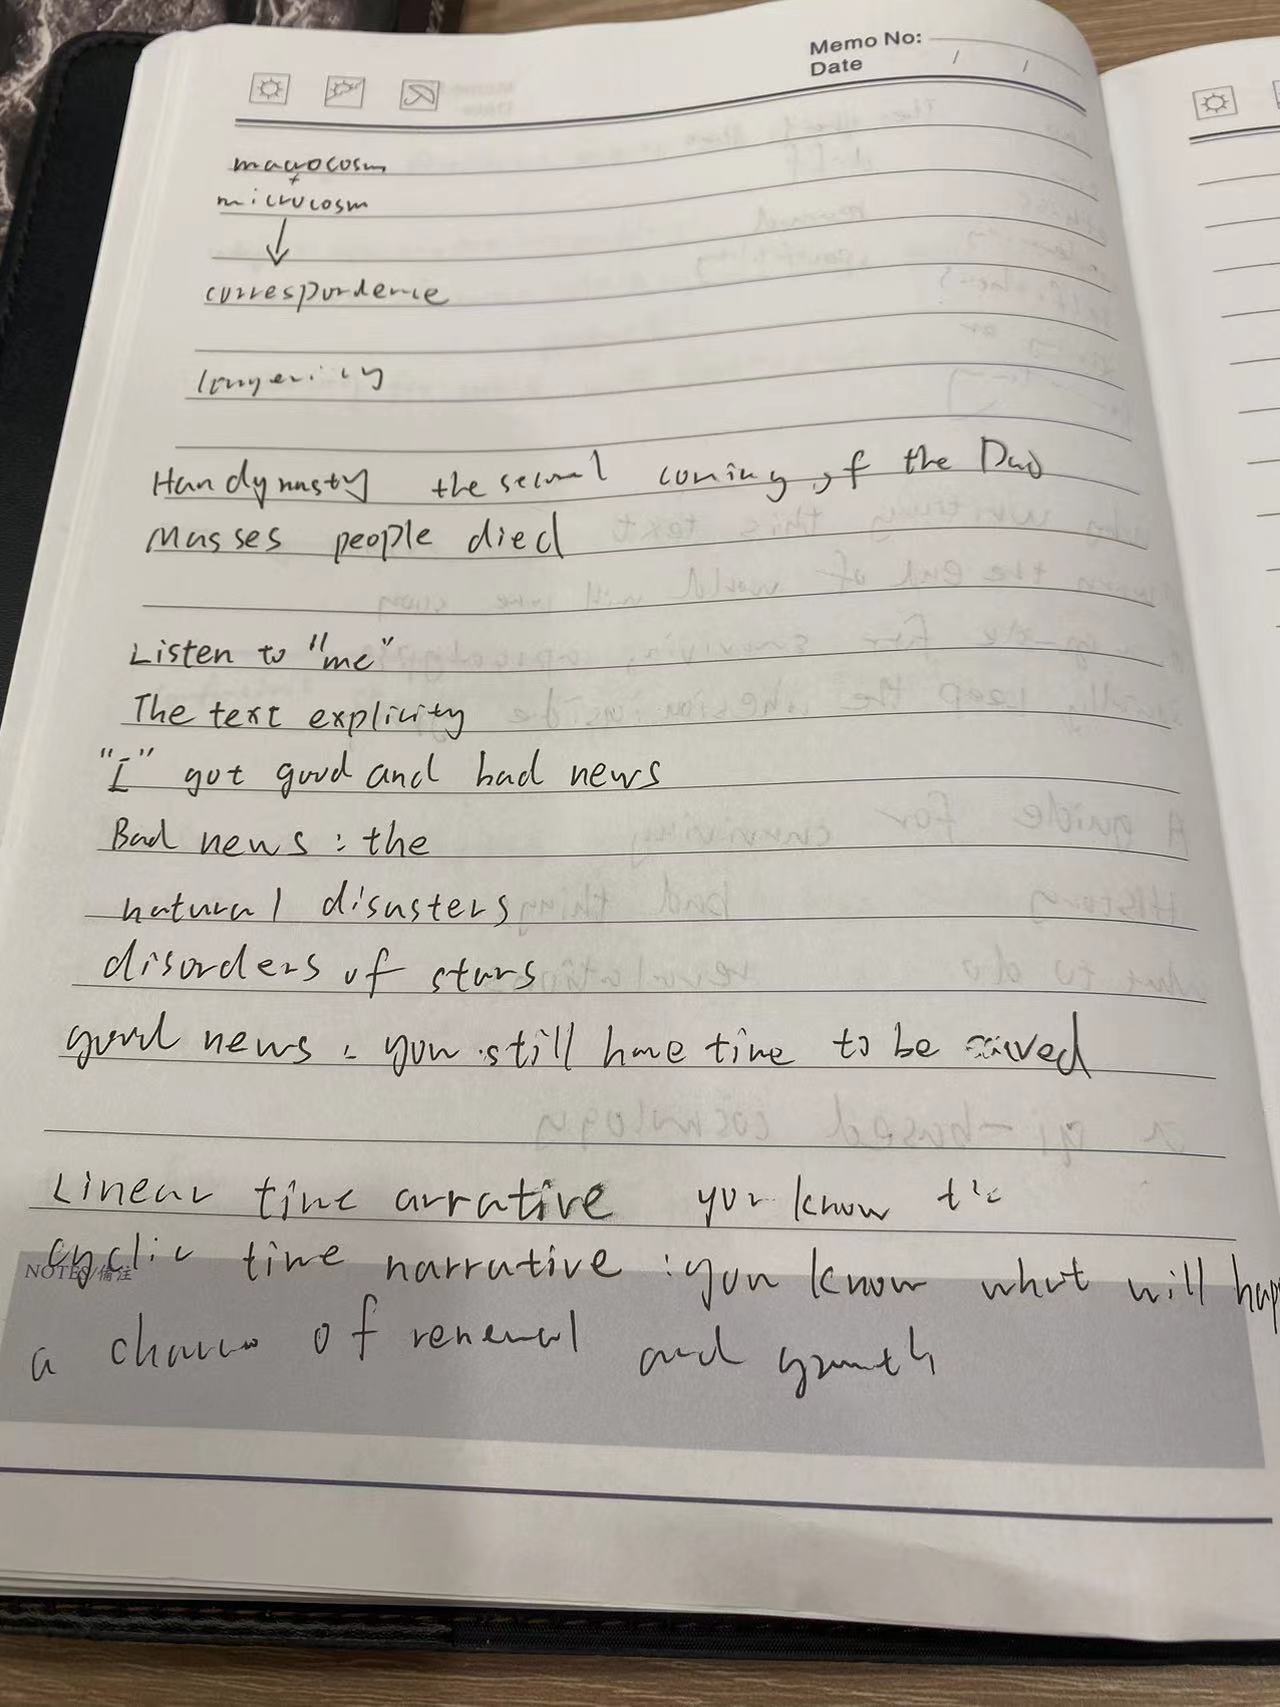 Memo No:
Date / /
macrocosm
+
microcosm
↓
correspondence
longevity
Han dynasty the second coming of the Dao
Masses people died
Listen to "me"
The text explicity
"I" got good and bad news
Bad news : the
natural disasters
disorders of stars
good news : you still have time to be saved
Linear time arrative you know the
cyclic time narrative : you know what will hap
NOTES/备注
a chance of renewal and growth